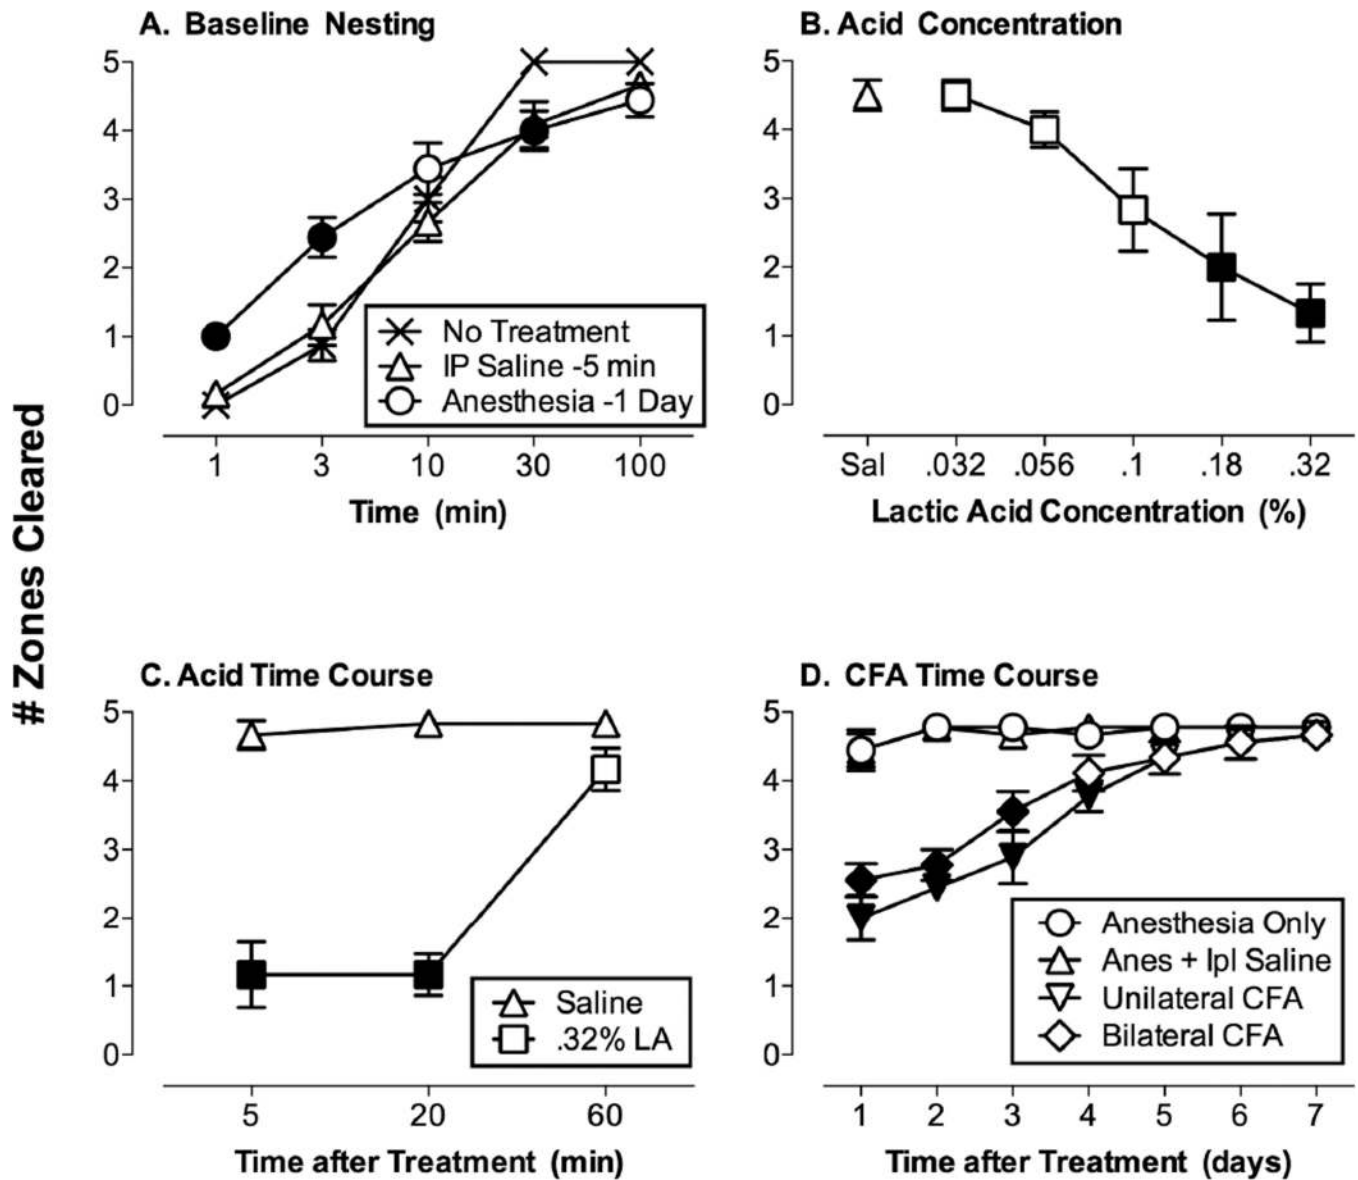 # Zones Cleared
A. Baseline Nesting
5
4
3
2
1
0
No Treatment
IP Saline -5 min
Anesthesia -1 Day
1 3 10 30 100
Time (min)
B. Acid Concentration
5
4
3
2
1
0
Sal .032 .056 .1 .18 .32
Lactic Acid Concentration (%)
C. Acid Time Course
5
4
3
2
1
0
Saline
.32% LA
5 20 60
Time after Treatment (min)
D. CFA Time Course
5
4
3
2
1
0
Anesthesia Only
Anes + Ipl Saline
Unilateral CFA
Bilateral CFA
1 2 3 4 5 6 7
Time after Treatment (days)